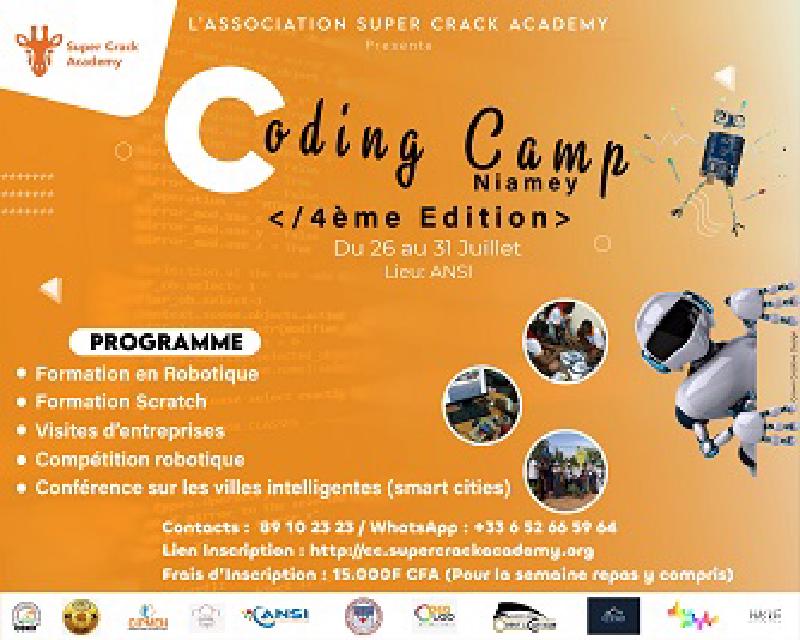 L'ASSOCIATION SUPER CRACK ACADEMY
Presente
Super Crack
Academy
Coding Camp
Niamey
</4ème Edition>
Du 26 au 31 Juillet
Lieu: ANSI
PROGRAMME
• Formation en Robotique
• Formation Scratch
• Visites d'entreprises
• Compétition robotique
• Conférence sur les villes intelligentes (smart cities)
Contacts : 89 10 23 23 / WhatsApp : +33 6 52 66 59 64
Lien Inscription : http://cc.supercrackacademy.org
Frais d'Inscription : 15.000F CFA (Pour la semaine repas y compris)
ANSI